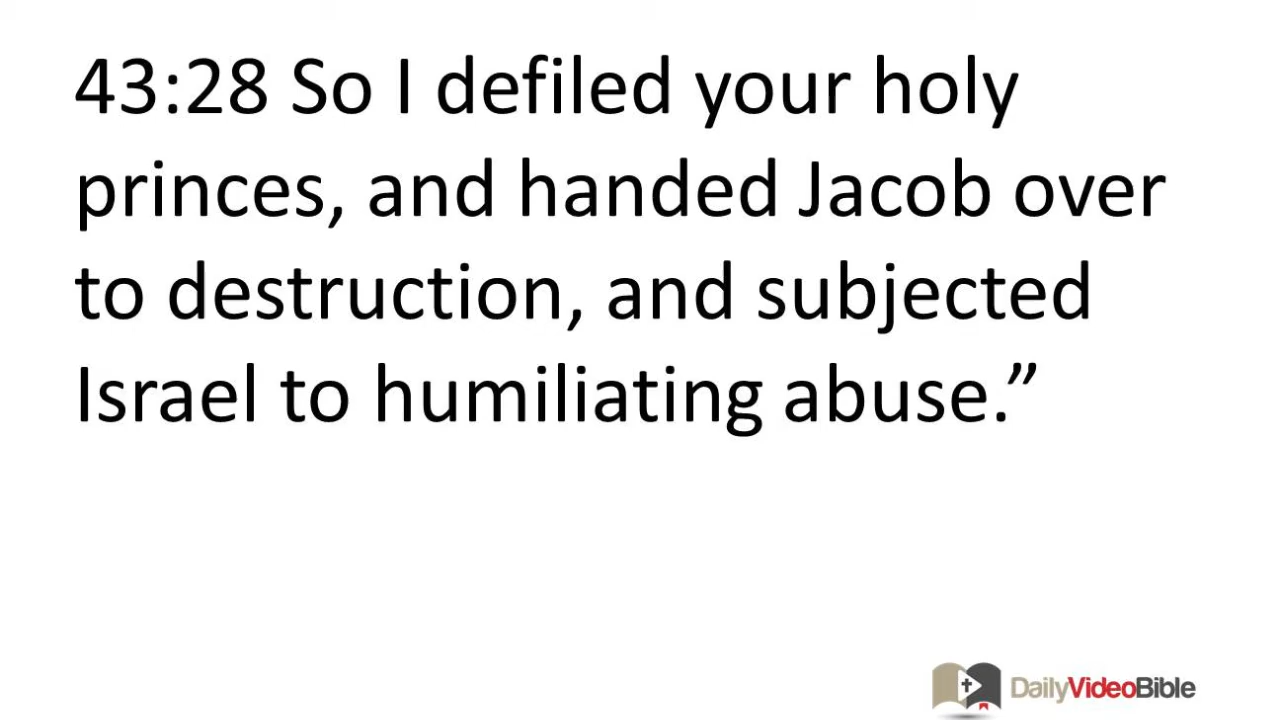 43:28 So I defiled your holy
princes, and handed Jacob over
to destruction, and subjected
Israel to humiliating abuse.”
DailyVideoBible